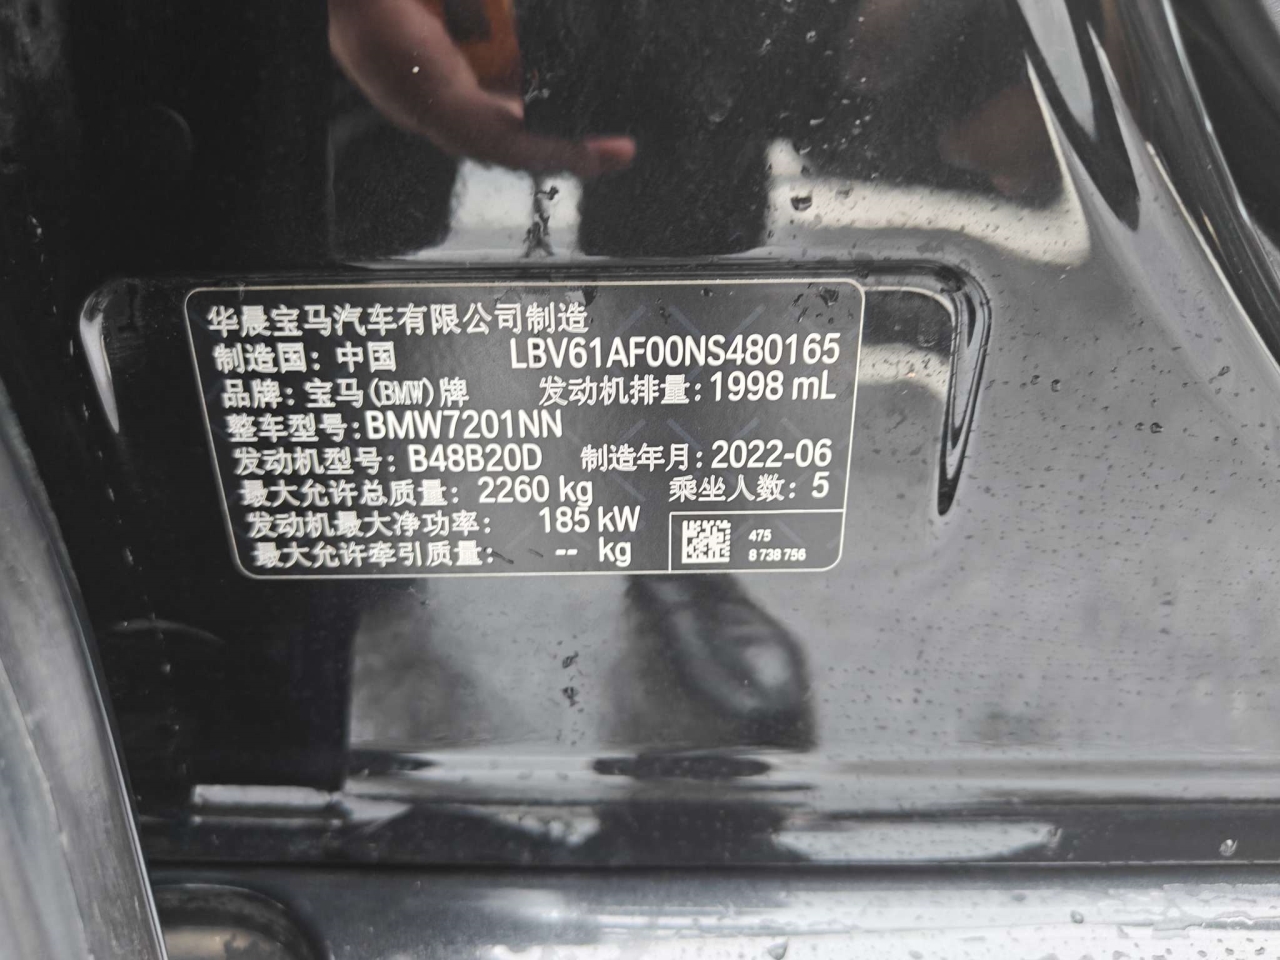 华晨宝马汽车有限公司制造
制造国：中国 LBV61AF00NS480165
品牌：宝马(BMW)牌 发动机排量：1998 mL
整车型号：BMW7201NN
发动机型号：B48B20D 制造年月：2022-06
最大允许总质量：2260 kg 乘坐人数：5
发动机最大净功率：185 kW
最大允许牵引质量：-- kg
475
8 738 756